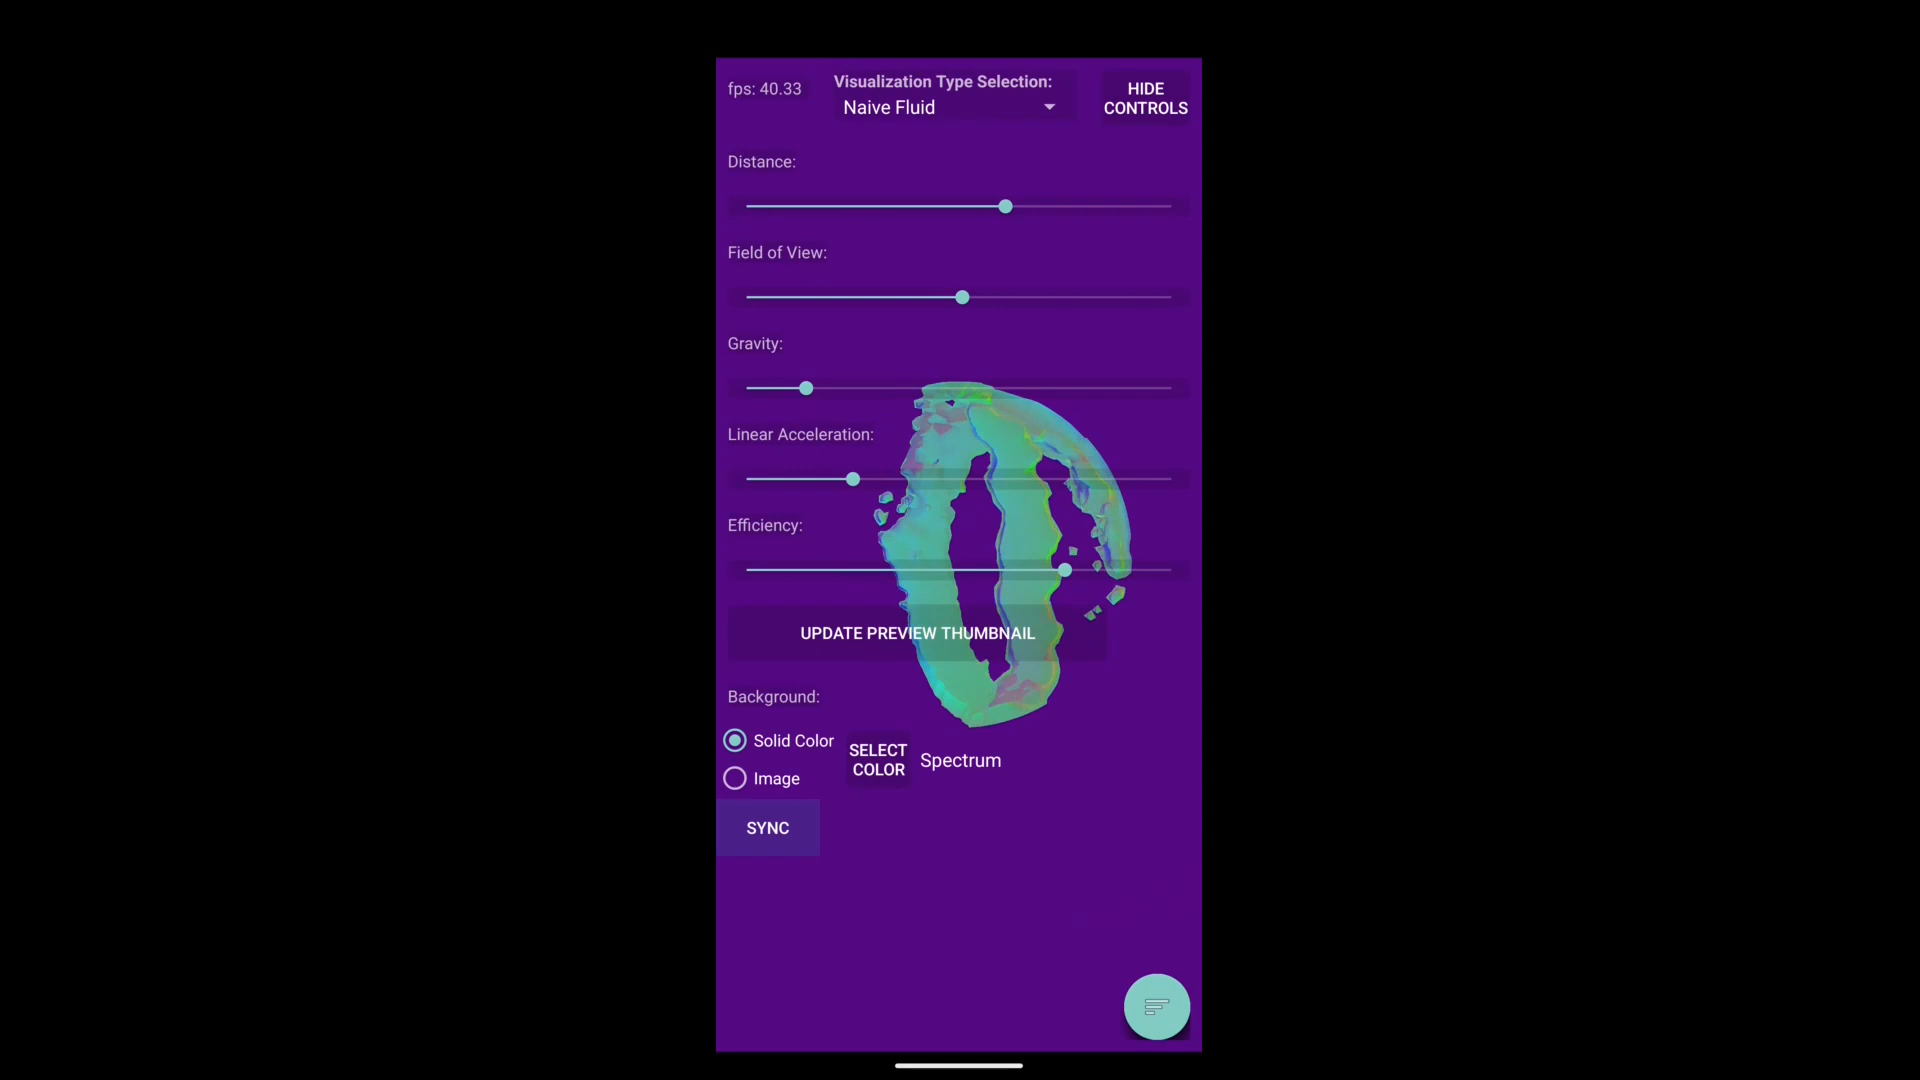 fps: 40.33
Visualization Type Selection:
Naive Fluid
HIDE
CONTROLS
Distance:
Field of View:
Gravity:
Linear Acceleration:
Efficiency:
UPDATE PREVIEW THUMBNAIL
Background:
Solid Color
Image
SELECT
COLOR
Spectrum
SYNC